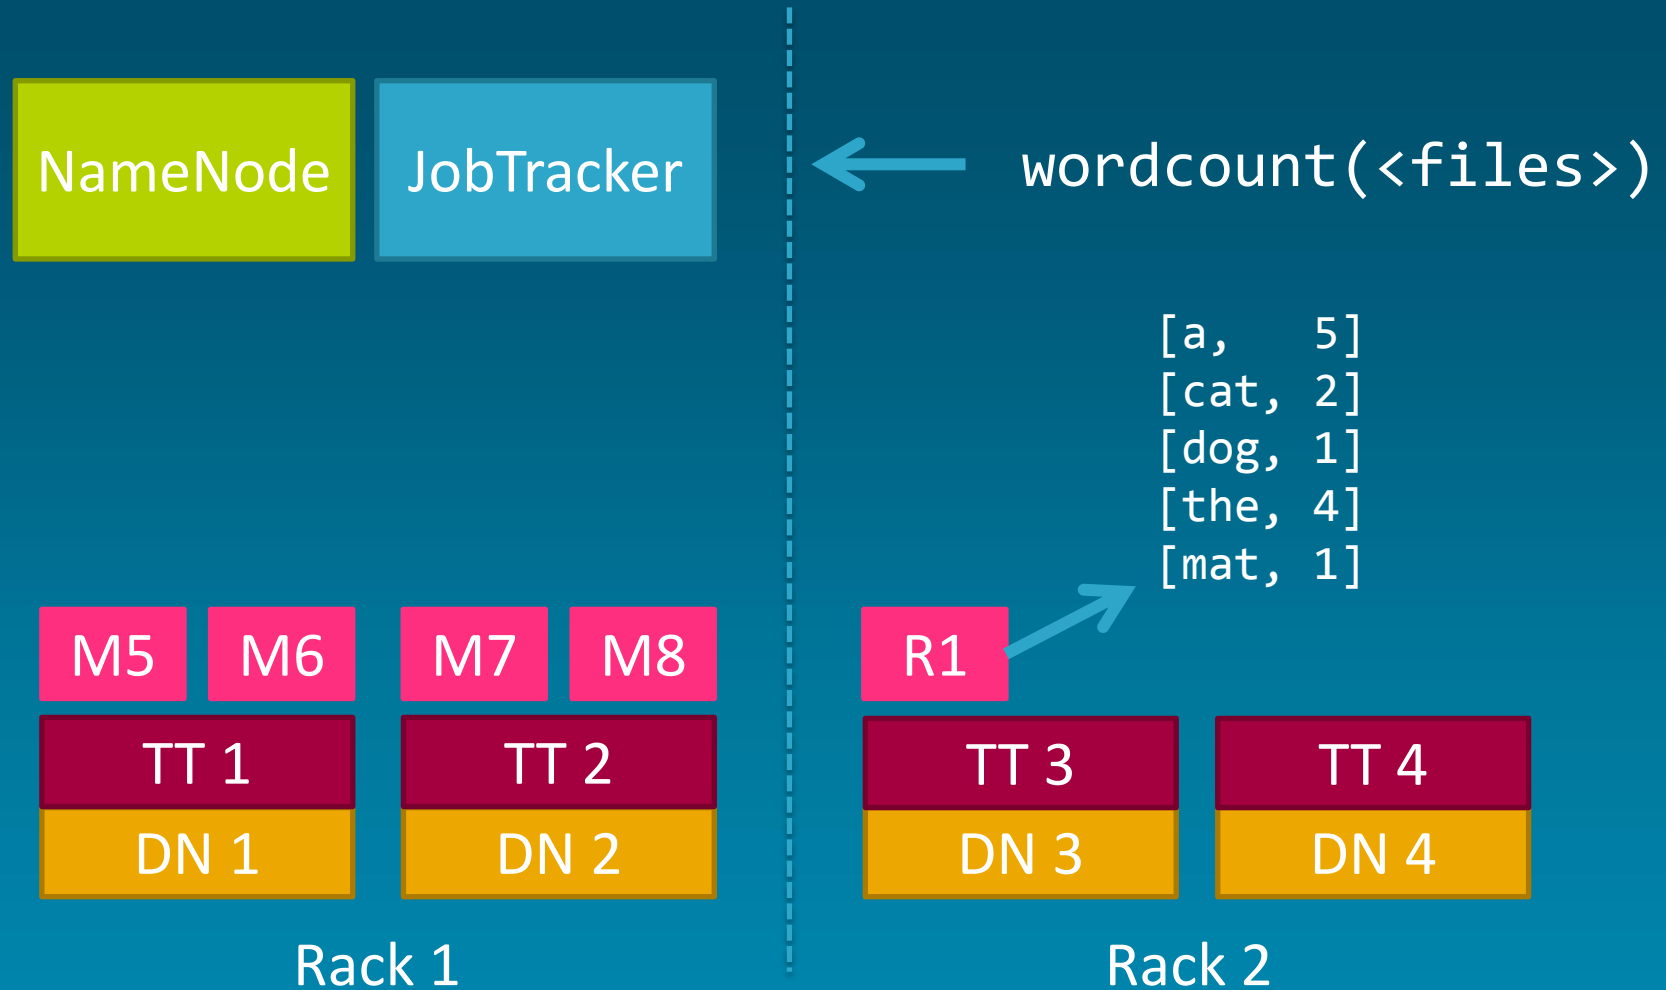 NameNode
JobTracker
wordcount(<files>)
[a,   5]
[cat, 2]
[dog, 1]
[the, 4]
[mat, 1]
M5
M6
M7
M8
R1
TT 1
TT 2
TT 3
TT 4
DN 1
DN 2
DN 3
DN 4
Rack 1
Rack 2